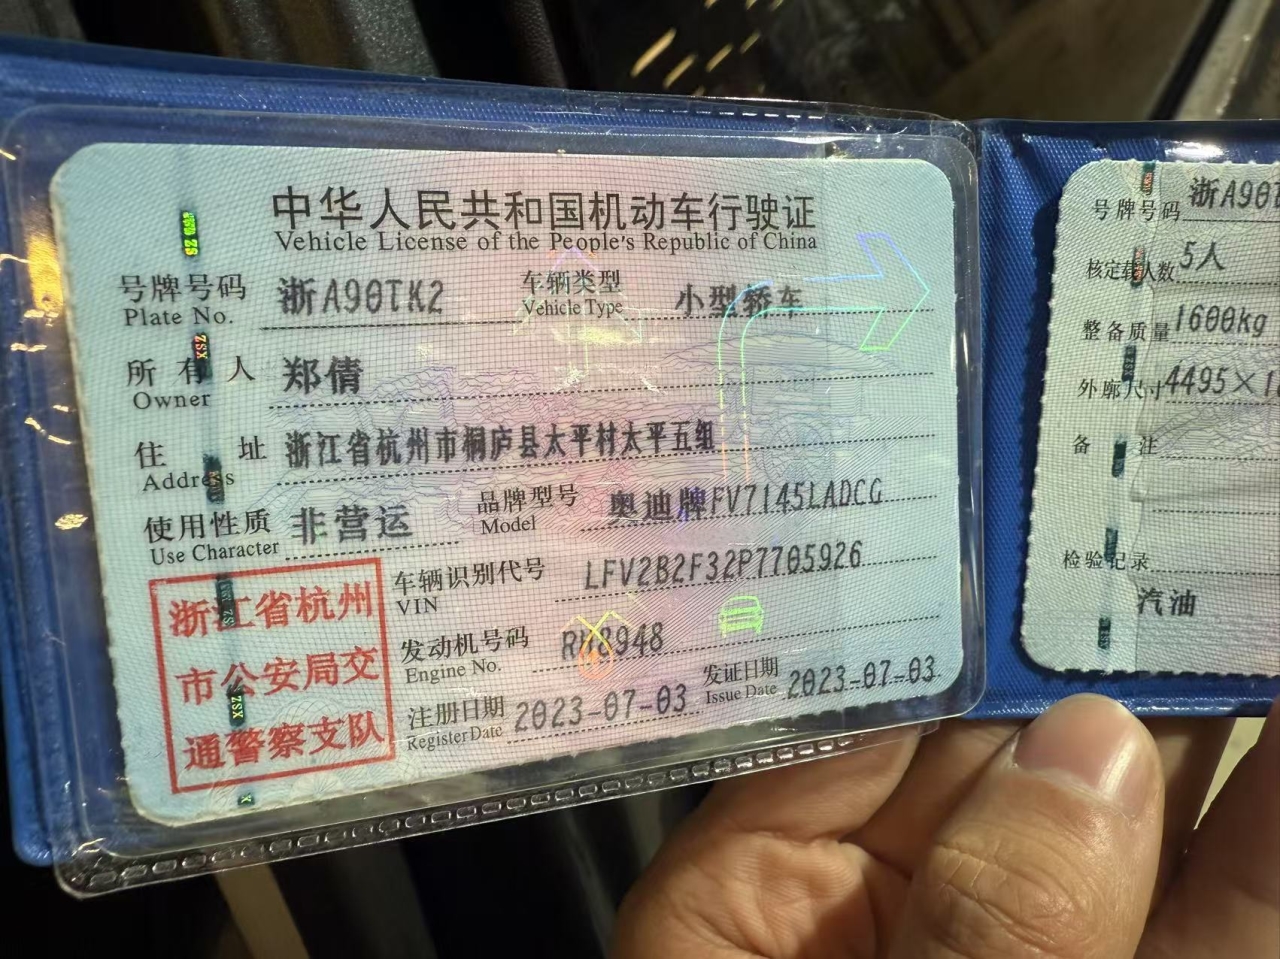 中华人民共和国机动车行驶证
Vehicle License of the People's Republic of China
号牌号码 浙A90TK2 车辆类型 小型轿车
Plate No. Vehicle Type
所有人 郑倩
Owner
住址 浙江省杭州市桐庐县太平村太平五组
Address
使用性质 非营运 品牌型号 奥迪牌FV7145LADCG
Use Character Model
浙江省杭州
市公安局交
通警察支队
车辆识别代号 LFV2B2F32P7705926
VIN
发动机号码
Engine No.
注册日期 2023-07-03 发证日期 2023-07-03
Register Date Issue Date
号牌号码 浙A90
核定载人数 5人
整备质量 1600kg
外廓尺寸 4495×1
备注
检验记录
汽油